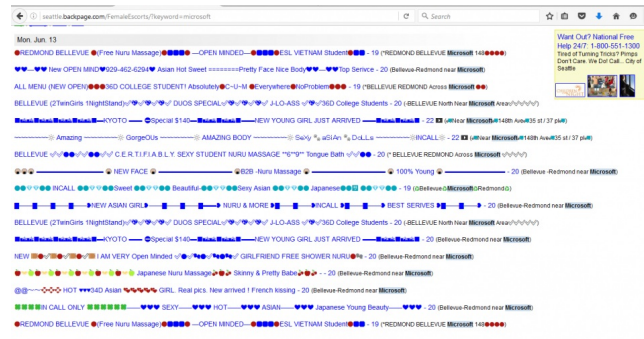 seattle.backpage.com/FemaleEscorts/?keyword=microsoft
Search
Mon. Jun. 13
REDMOND BELLEVUE (Free Nuru Massage) —OPEN MINDED— ESL VIETNAM Student - 19 (*REDMOND BELLEVUE Microsoft 148)
New OPEN MIND 929-462-6294 Asian Hot Sweet =======Pretty Face Nice Body — Top Serivce - 20 (Bellevue-Redmond near Microsoft)
ALL MENU (NEW OPEN) 36D COLLEGE STUDENT! Absolutely C~U~M Everywhere NoProblem - 19 (*BELLEVUE REDMOND Across Microsoft)
BELLEVUE (2TwinGirls 1NightStand) DUOS SPECIAL J-LO-ASS 36D College Students - 20 (BELLEVUE North Near Microsoft Area)
KYOTO — Special $140 — NEW YOUNG GIRL JUST ARRIVED - 22 (Near Microsoft 148th Ave 35 st / 37 pl)
Amazing GorgeOUs AMAZING BODY SeXy aSiAn DoLLs INCALL - 22 (Near Microsoft 148th Ave 35 st / 37 pl)
BELLEVUE C.E.R.T.I.F.I.A.B.L.Y. SEXY STUDENT NURU MASSAGE **6**9** Tongue Bath - 20 (* BELLEVUE REDMOND Across Microsoft)
NEW FACE B2B -Nuru Massage 100% Young - 20 (Bellevue -Redmond near Microsoft)
INCALL Sweet Beautiful Sexy Asian Japanese - 19 (Bellevue Microsoft Redmond)
NEW ASIAN GIRL NURU & MORE INCALL BEST SERIVES - 20 (Bellevue-Redmond near Microsoft)
BELLEVUE (2TwinGirls 1NightStand) DUOS SPECIAL J-LO-ASS 36D College Students - 20 (BELLEVUE North Near Microsoft Area)
KYOTO — Special $140 — NEW YOUNG GIRL JUST ARRIVED - 20 (Bellevue-Redmond near Microsoft)
NEW I AM VERY Open Minded GIRLFRIEND FREE SHOWER NURU - 20 (Bellevue-Redmond near Microsoft)
Japanese Nuru Massage Skinny & Pretty Babe - - 20 (Bellevue-Redmond near Microsoft)
@@~~ HOT 34D Asian GIRL. Real pics. New arrived ! French kissing - 20 (Bellevue-Redmond near Microsoft)
IN CALL ONLY SEXY HOT ASIAN Japanese Young Beauty - 20 (Bellevue-Redmond near Microsoft)
REDMOND BELLEVUE (Free Nuru Massage) —OPEN MINDED— ESL VIETNAM Student - 19 (*REDMOND BELLEVUE Microsoft 148)
Want Out? National Free
Help 24/7: 1-800-551-1300
Tired of Turning Tricks? Pimps
Don't Care. We Do! Call... City of
Seattle